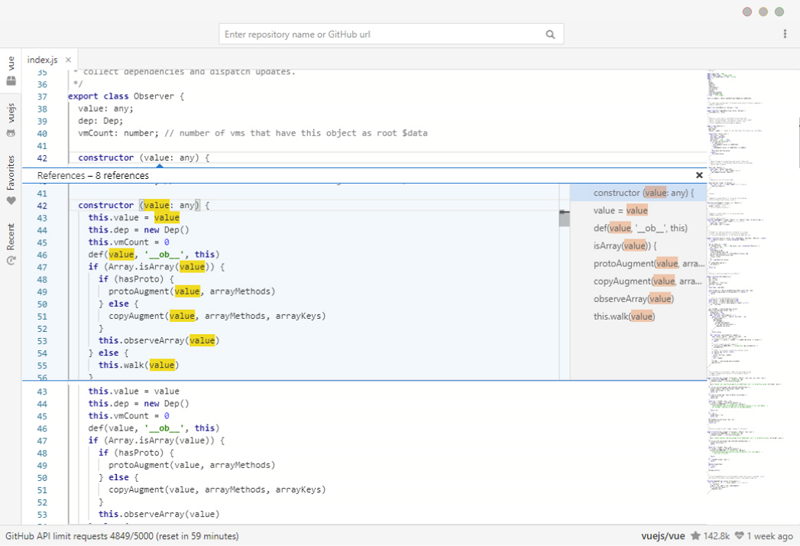 Enter repository name or GitHub url
vue
vuejs
Favorites
Recent
index.js
35 * collect dependencies and dispatch updates.
36 */
37 export class Observer {
38 value: any;
39 dep: Dep;
40 vmCount: number; // number of vms that have this object as root $data
41
42 constructor (value: any) {
References – 8 references
41
42 constructor (value: any) {
43 this.value = value
44 this.dep = new Dep()
45 this.vmCount = 0
46 def(value, '__ob__', this)
47 if (Array.isArray(value)) {
48 if (hasProto) {
49 protoAugment(value, arrayMethods)
50 } else {
51 copyAugment(value, arrayMethods, arrayKeys)
52 }
53 this.observeArray(value)
54 } else {
55 this.walk(value)
56 }
constructor (value: any) {
value = value
def(value, '__ob__', this)
isArray(value)) {
protoAugment(value, arra...
copyAugment(value, arra...
observeArray(value)
this.walk(value)
43 this.value = value
44 this.dep = new Dep()
45 this.vmCount = 0
46 def(value, '__ob__', this)
47 if (Array.isArray(value)) {
48 if (hasProto) {
49 protoAugment(value, arrayMethods)
50 } else {
51 copyAugment(value, arrayMethods, arrayKeys)
52 }
53 this.observeArray(value)
GitHub API limit requests 4849/5000 (reset in 59 minutes)
vuejs/vue 142.8k 1 week ago